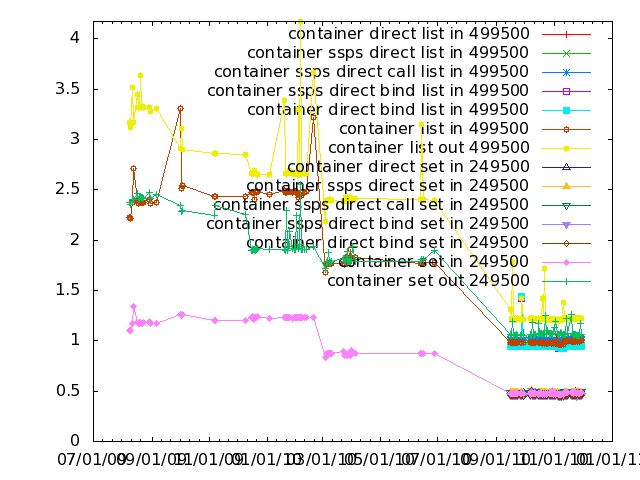 4
3.5
3
2.5
2
1.5
1
0.5
0
container direct list in 499500
container ssps direct list in 499500
container ssps direct call list in 499500
container ssps direct bind list in 499500
container direct bind list in 499500
container list in 499500
container list out 499500
container direct set in 249500
container ssps direct set in 249500
container ssps direct call set in 249500
container ssps direct bind set in 249500
container direct bind set in 249500
container set in 249500
container set out 249500
07/01/09 09/01/09 11/01/09 01/01/10 03/01/10 05/01/10 07/01/10 09/01/10 11/01/10 01/01/11